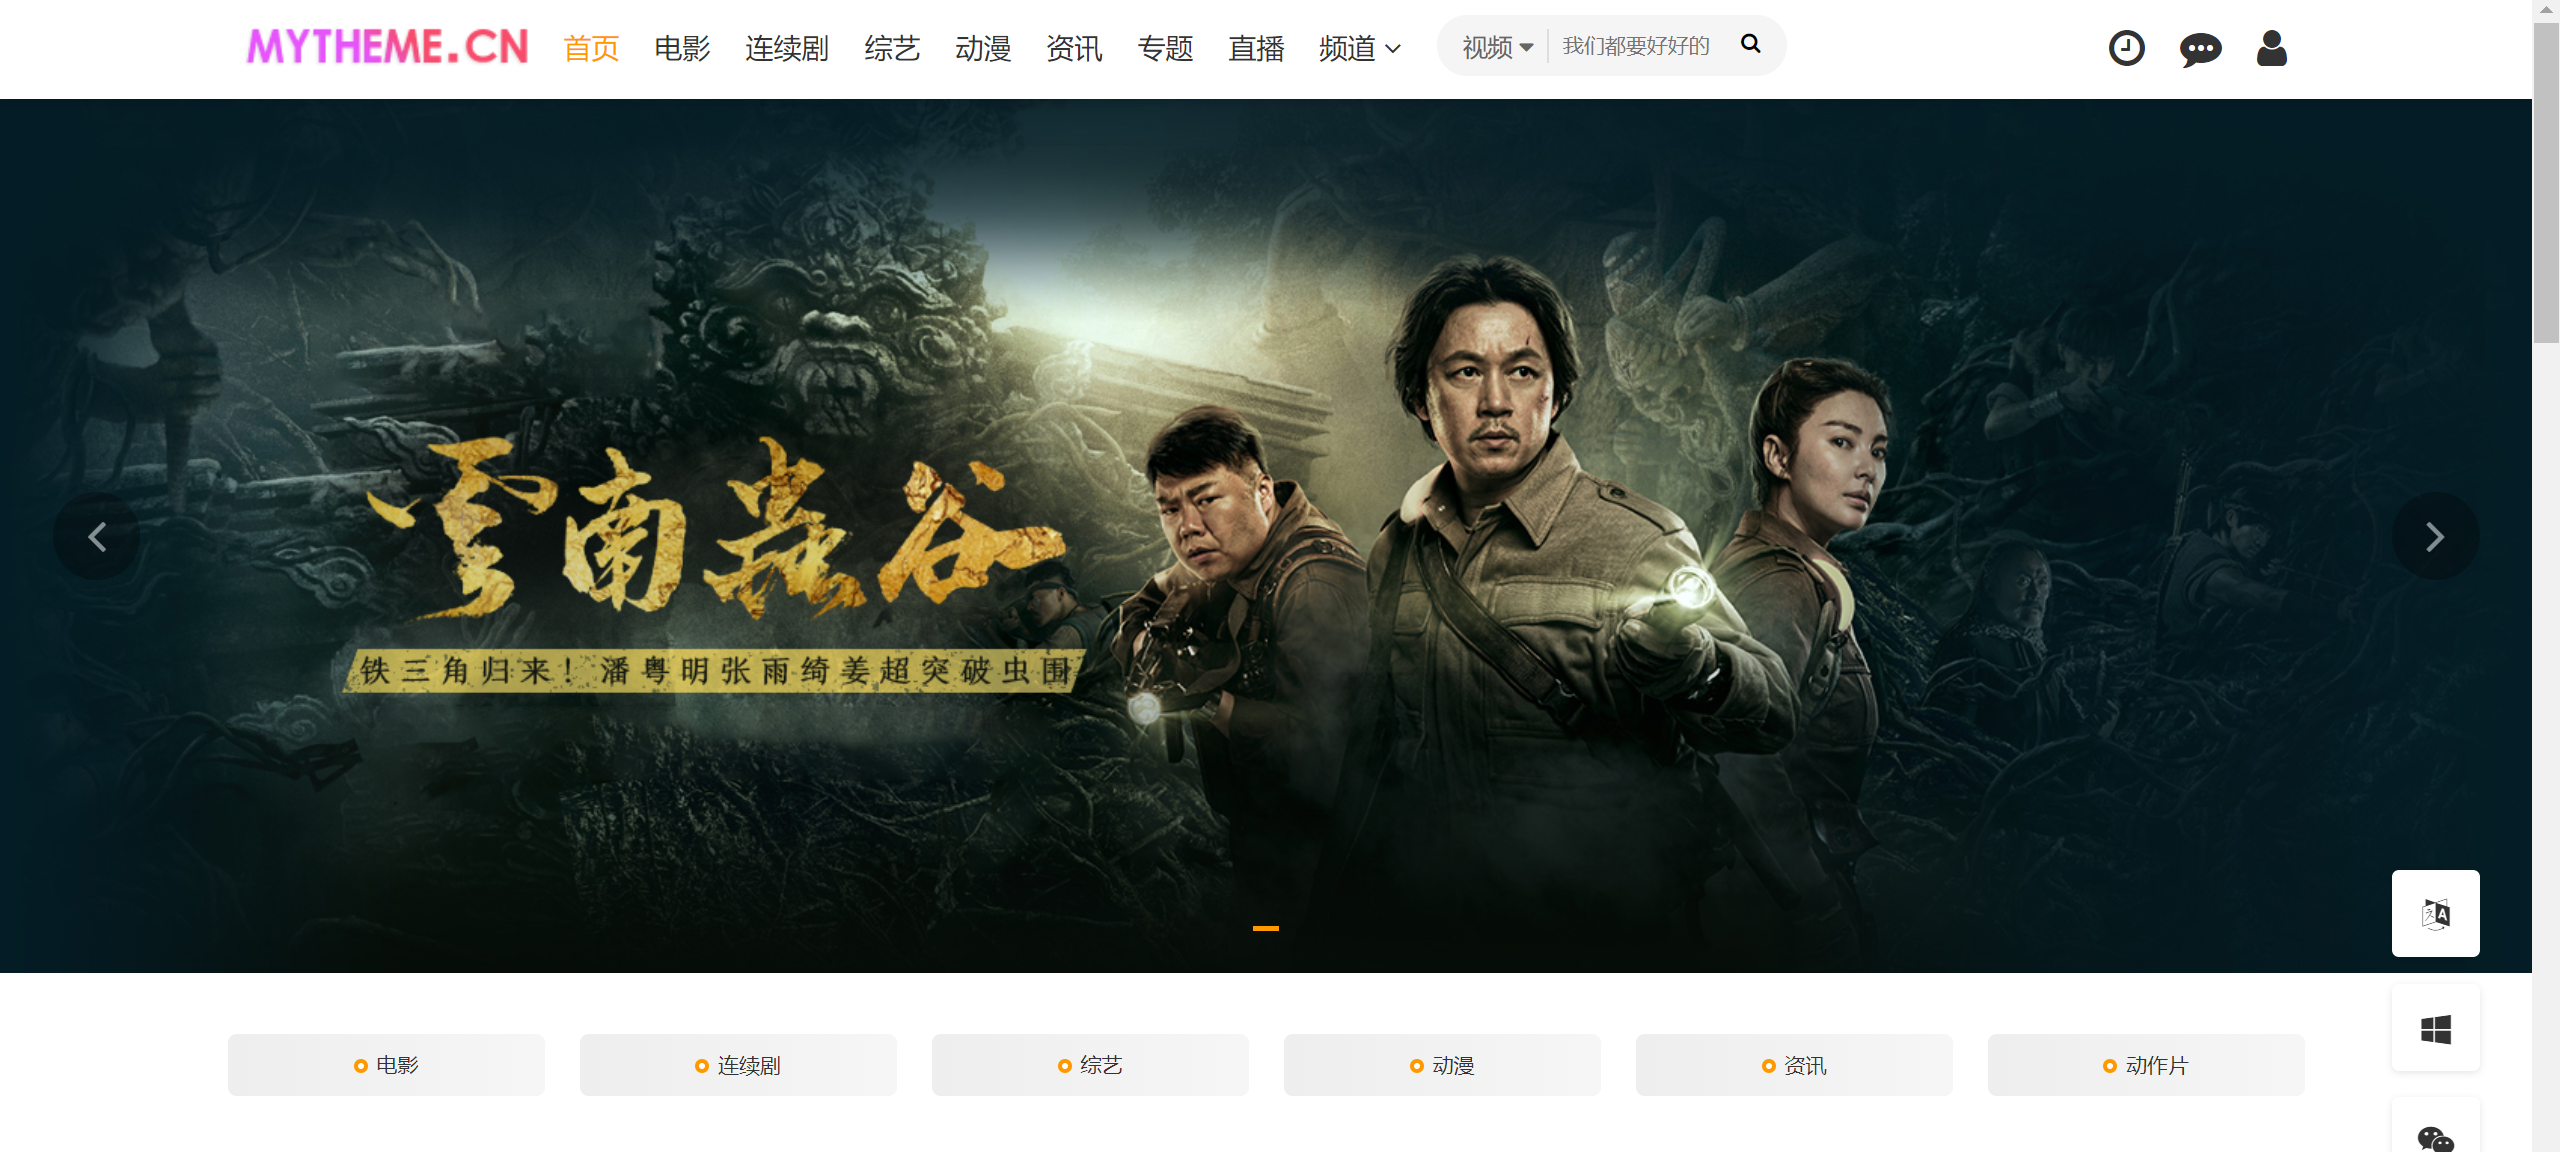 MYTHEME.CN 首页 电影 连续剧 综艺 动漫 资讯 专题 直播 频道 视频 我们都要好好的
云南蟲谷
铁三角归来！潘粤明张雨绮姜超突破虫围
电影 连续剧 综艺 动漫 资讯 动作片